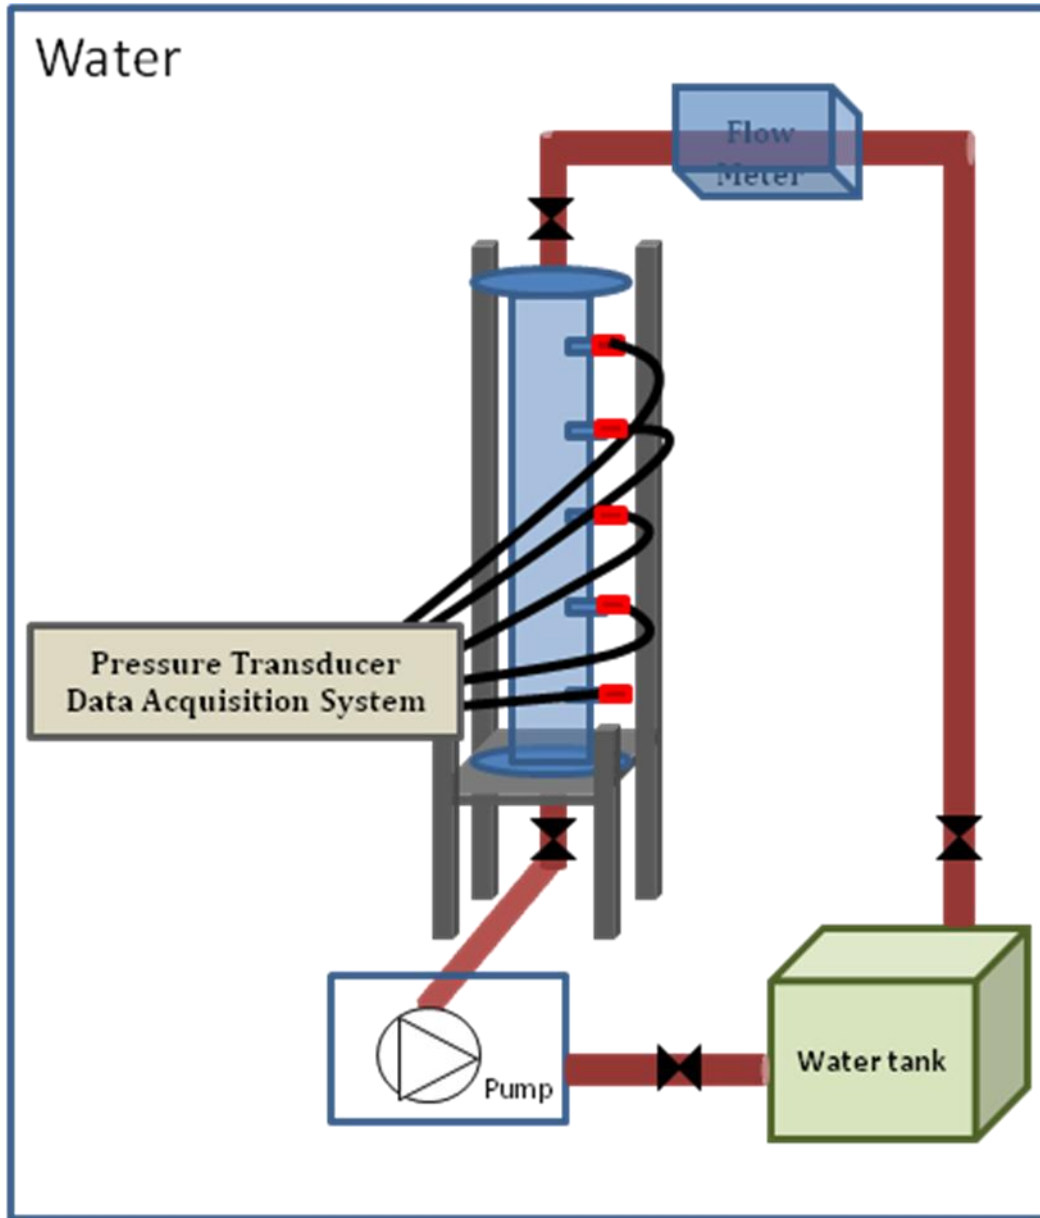 Water
Flow
Meter
Pressure Transducer
Data Acquisition System
Pump
Water tank